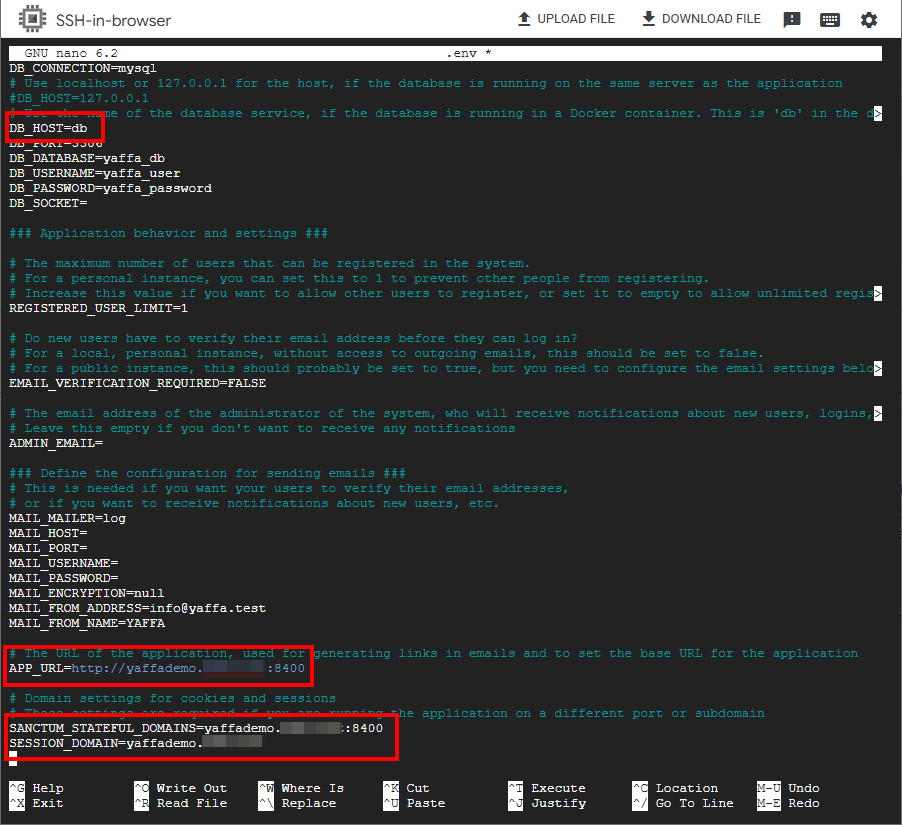 SSH-in-browser
UPLOAD FILE
DOWNLOAD FILE
GNU nano 6.2 .env *
DB_CONNECTION=mysql
# Use localhost or 127.0.0.1 for the host, if the database is running on the same server as the application
#DB_HOST=127.0.0.1
# Use the name of the database service, if the database is running in a Docker container. This is 'db' in the d>
DB_HOST=db
DB_PORT=3306
DB_DATABASE=yaffa_db
DB_USERNAME=yaffa_user
DB_PASSWORD=yaffa_password
DB_SOCKET=
### Application behavior and settings ###
# The maximum number of users that can be registered in the system.
# For a personal instance, you can set this to 1 to prevent other people from registering.
# Increase this value if you want to allow other users to register, or set it to empty to allow unlimited regis>
REGISTERED_USER_LIMIT=1
# Do new users have to verify their email address before they can log in?
# For a local, personal instance, without access to outgoing emails, this should be set to false.
# For a public instance, this should probably be set to true, but you need to configure the email settings belo>
EMAIL_VERIFICATION_REQUIRED=FALSE
# The email address of the administrator of the system, who will receive notifications about new users, logins,>
# Leave this empty if you don't want to receive any notifications
ADMIN_EMAIL=
### Define the configuration for sending emails ###
# This is needed if you want your users to verify their email addresses,
# or if you want to receive notifications about new users, etc.
MAIL_MAILER=log
MAIL_HOST=
MAIL_PORT=
MAIL_USERNAME=
MAIL_PASSWORD=
MAIL_ENCRYPTION=null
MAIL_FROM_ADDRESS=info@yaffa.test
MAIL_FROM_NAME=YAFFA
# The URL of the application, used for generating links in emails and to set the base URL for the application
APP_URL=http://yaffademo. :8400
# Domain settings for cookies and sessions
# These settings are required if you are running the application on a different port or subdomain
SANCTUM_STATEFUL_DOMAINS=yaffademo. :8400
SESSION_DOMAIN=yaffademo.
^G Help ^O Write Out ^W Where Is ^K Cut ^T Execute ^C Location M-U Undo
^X Exit ^R Read File ^\ Replace ^U Paste ^J Justify ^/ Go To Line M-E Redo